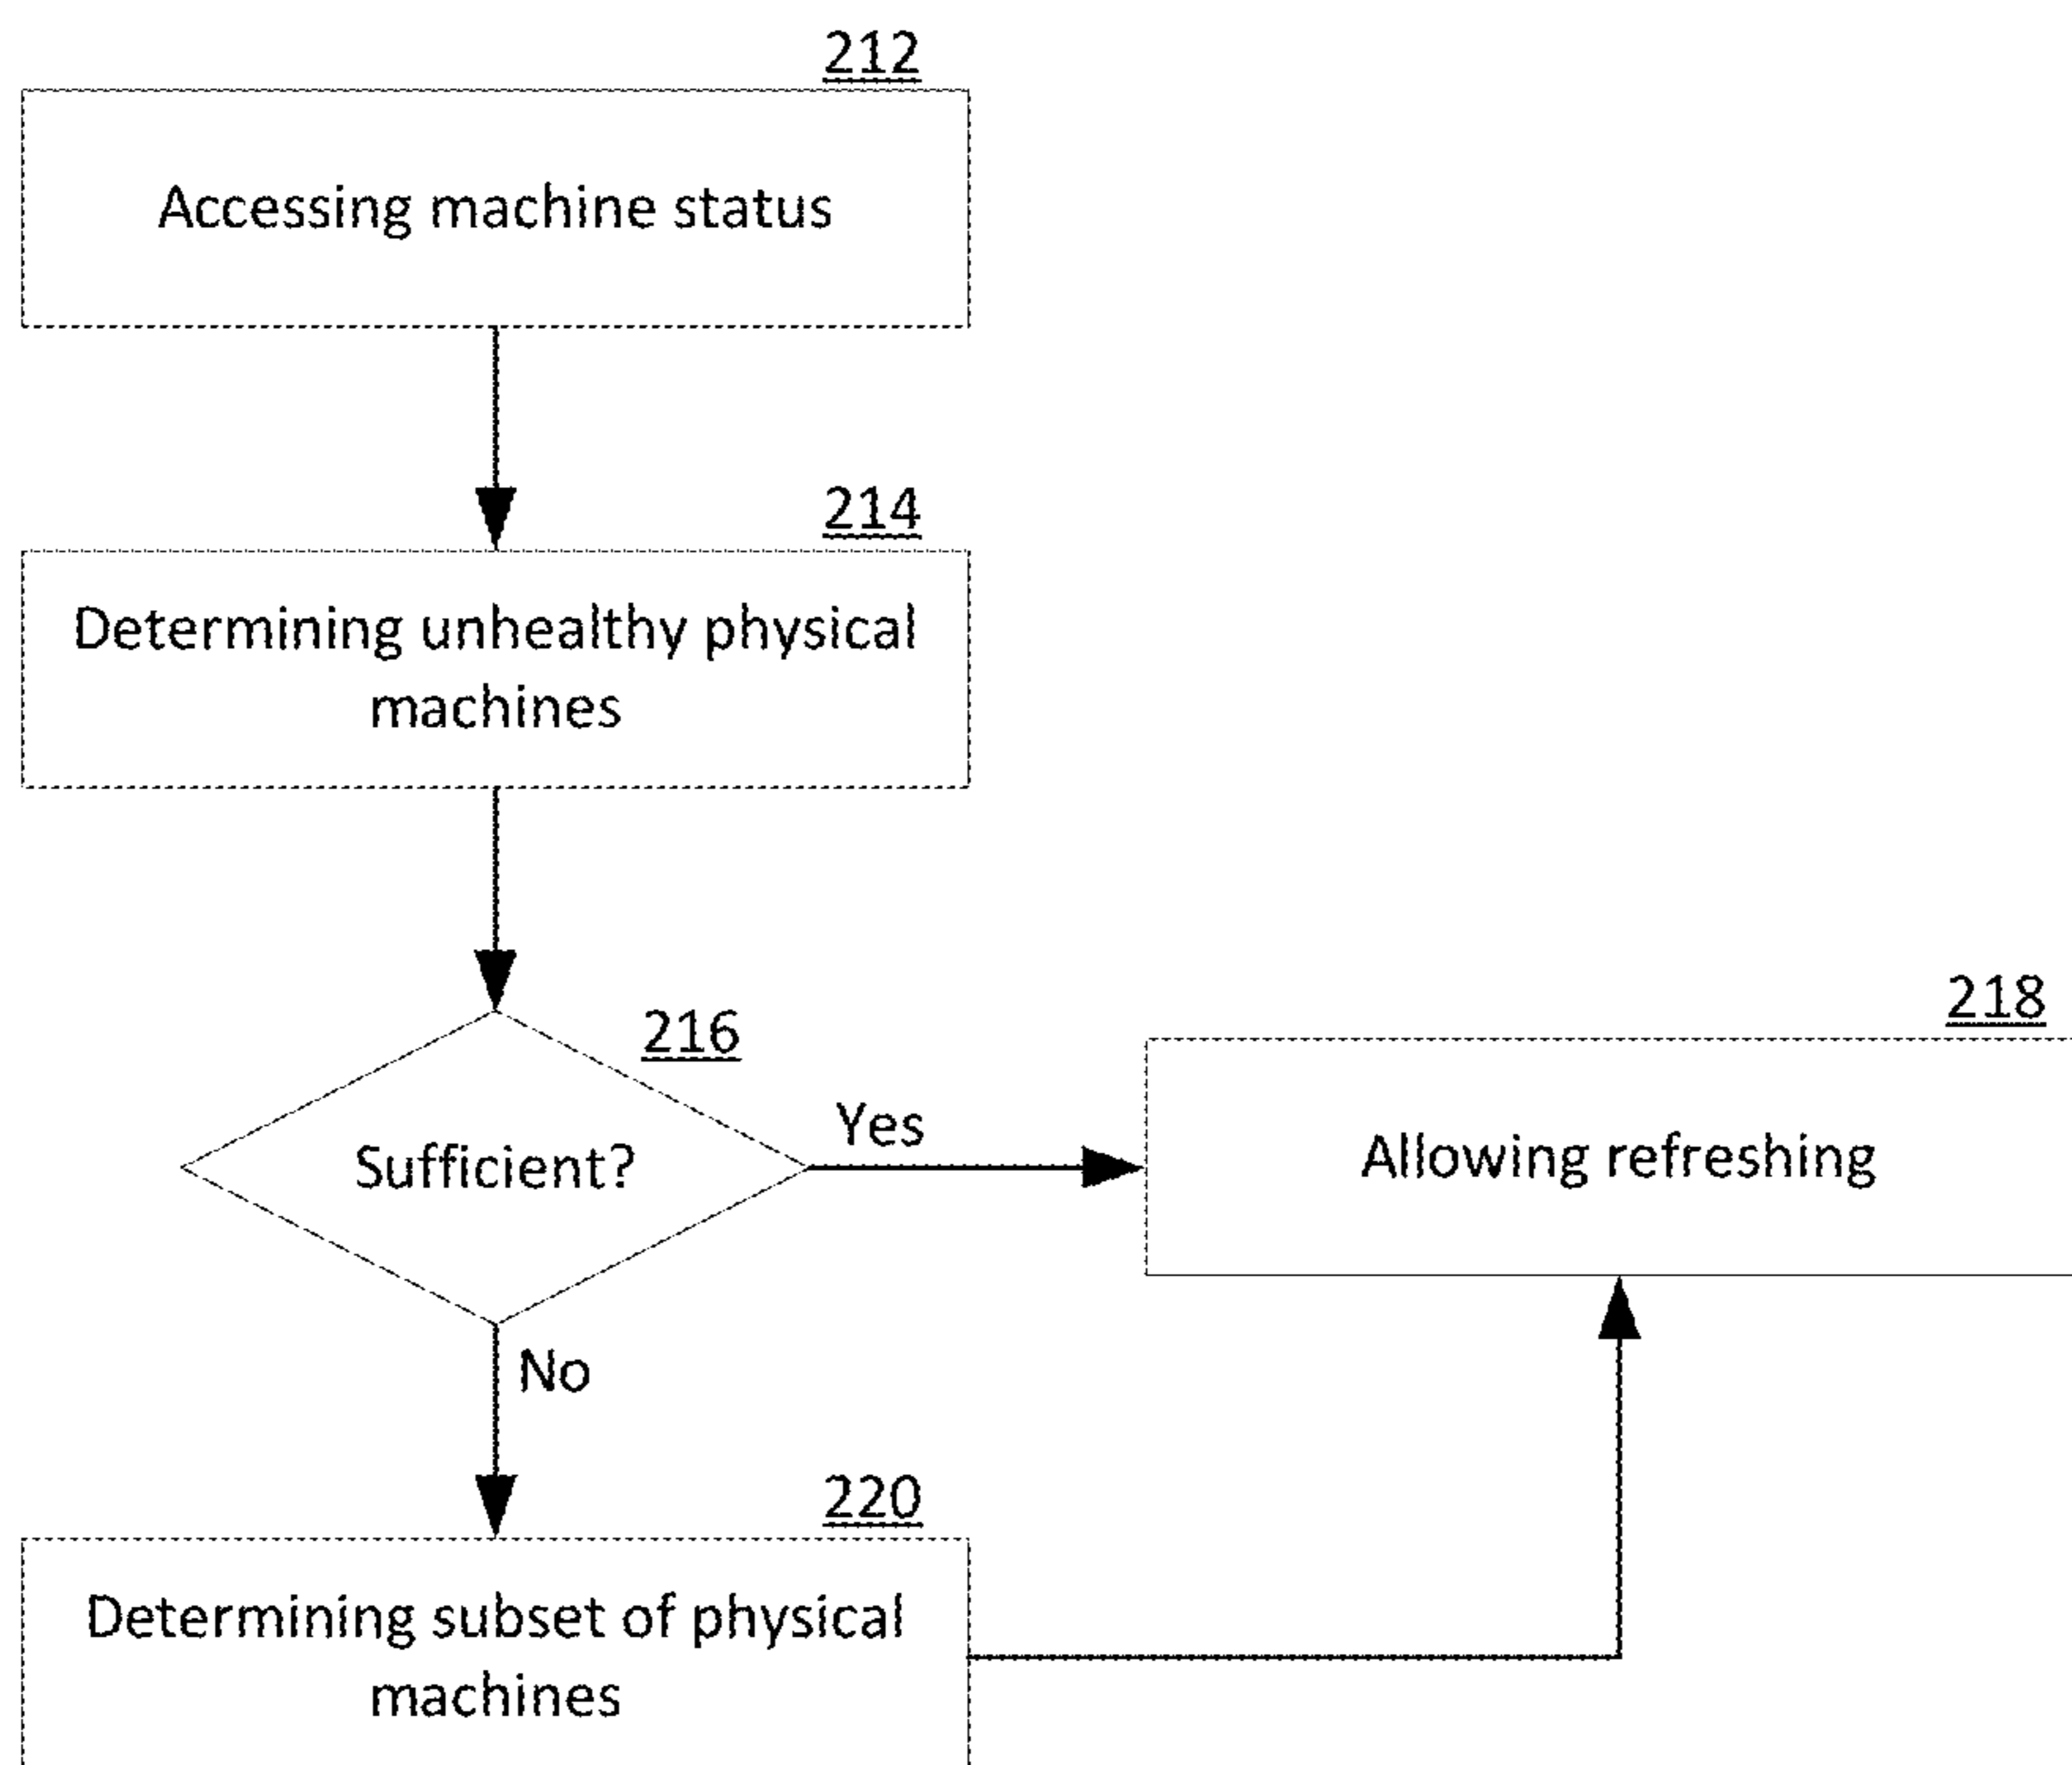 212
Accessing machine status
214
Determining unhealthy physical
machines
216
Sufficient?
Yes
218
Allowing refreshing
No
220
Determining subset of physical
machines